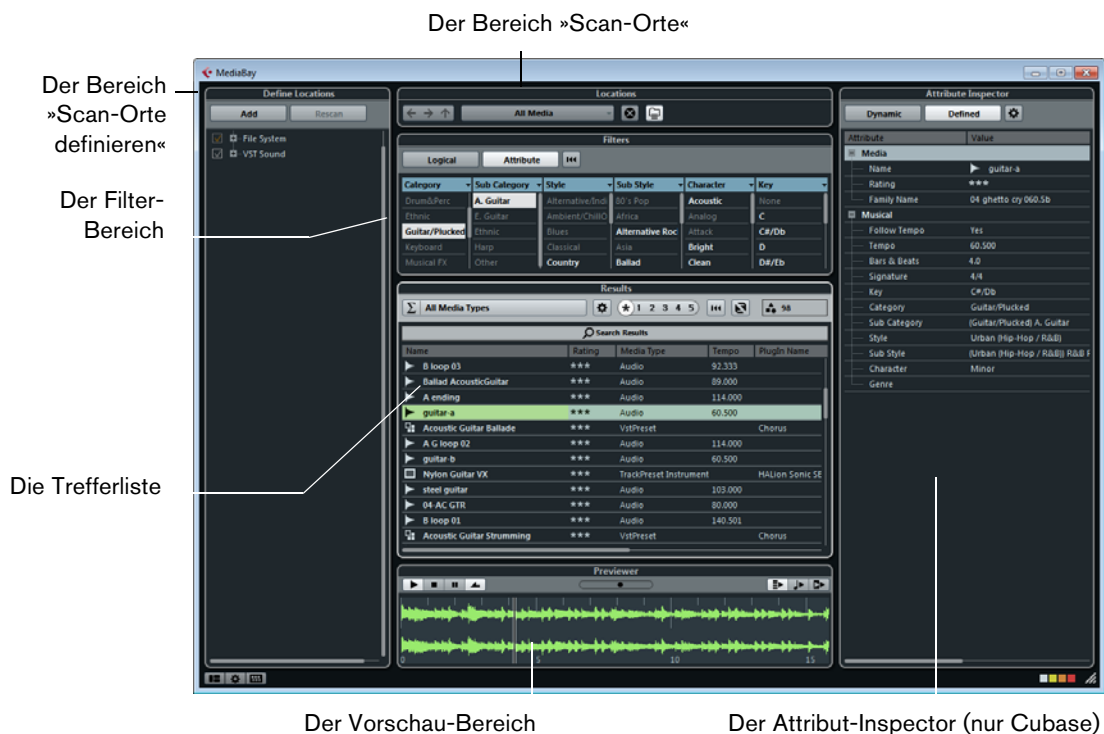 Der Bereich »Scan-Orte«
Der Bereich
»Scan-Orte
definieren«
Der Filter-
Bereich
Die Trefferliste
MediaBay
Define Locations
Add Rescan
File System
VST Sound
Locations
All Media
Filters
Logical Attribute
Category Sub Category Style Sub Style Character Key
Drum&Perc A. Guitar Alternative/Indi 80's Pop Acoustic None
Ethnic E. Guitar Ambient/ChillO Africa Analog C
Guitar/Plucked Ethnic Blues Alternative Roc Attack C#/Db
Keyboard Harp Classical Asia Bright D
Musical FX Other Country Ballad Clean D#/Eb
Results
All Media Types 1 2 3 4 5 98
Search Results
Name Rating Media Type Tempo PlugIn Name
B loop 03 *** Audio 92.333
Ballad AcousticGuitar *** Audio 89.000
A ending *** Audio 114.000
guitar-a *** Audio 60.500
Acoustic Guitar Ballade *** VstPreset Chorus
A G loop 02 *** Audio 114.000
guitar-b *** Audio 60.500
Nylon Guitar VX *** TrackPreset Instrument HALion Sonic SE
steel guitar *** Audio 103.000
04-AC GTR *** Audio 80.000
B loop 01 *** Audio 140.501
Acoustic Guitar Strumming *** VstPreset Chorus
Previewer
0 5 10 15
Attribute Inspector
Dynamic Defined
Attribute Value
Media
Name guitar-a
Rating ***
Family Name 04 ghetto cry 060.5b
Musical
Follow Tempo Yes
Tempo 60.500
Bars & Beats 4.0
Signature 4/4
Key C#/Db
Category Guitar/Plucked
Sub Category (Guitar/Plucked) A. Guitar
Style Urban (Hip-Hop / R&B)
Sub Style (Urban (Hip-Hop / R&B)) R&B F
Character Minor
Genre
Der Vorschau-Bereich
Der Attribut-Inspector (nur Cubase)